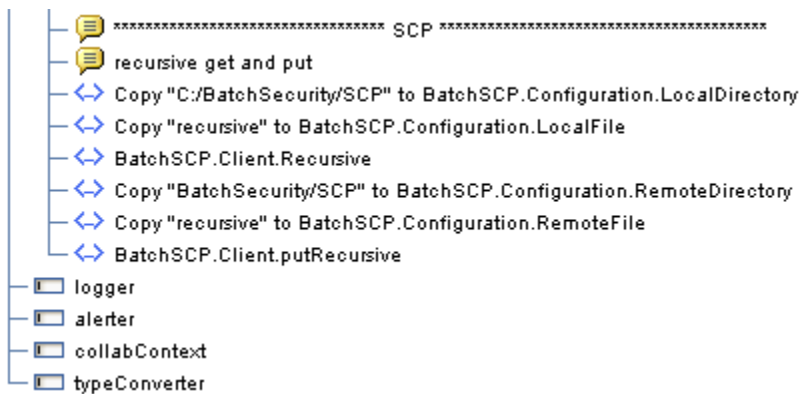 ********************************** SCP *****************************************
recursive get and put
Copy "C:/BatchSecurity/SCP" to BatchSCP.Configuration.LocalDirectory
Copy "recursive" to BatchSCP.Configuration.LocalFile
BatchSCP.Client.Recursive
Copy "BatchSecurity/SCP" to BatchSCP.Configuration.RemoteDirectory
Copy "recursive" to BatchSCP.Configuration.RemoteFile
BatchSCP.Client.putRecursive
logger
alerter
collabContext
typeConverter